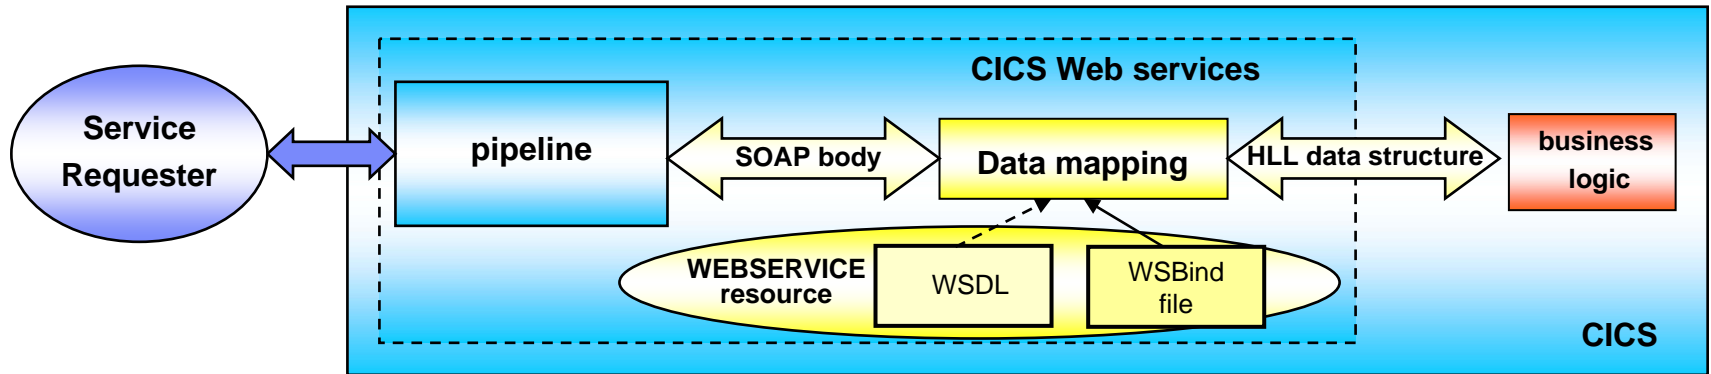 CICS Web services
Service
Requester
pipeline
SOAP body
Data mapping
HLL data structure
business
logic
WEBSERVICE
resource
WSDL
WSBind
file
CICS